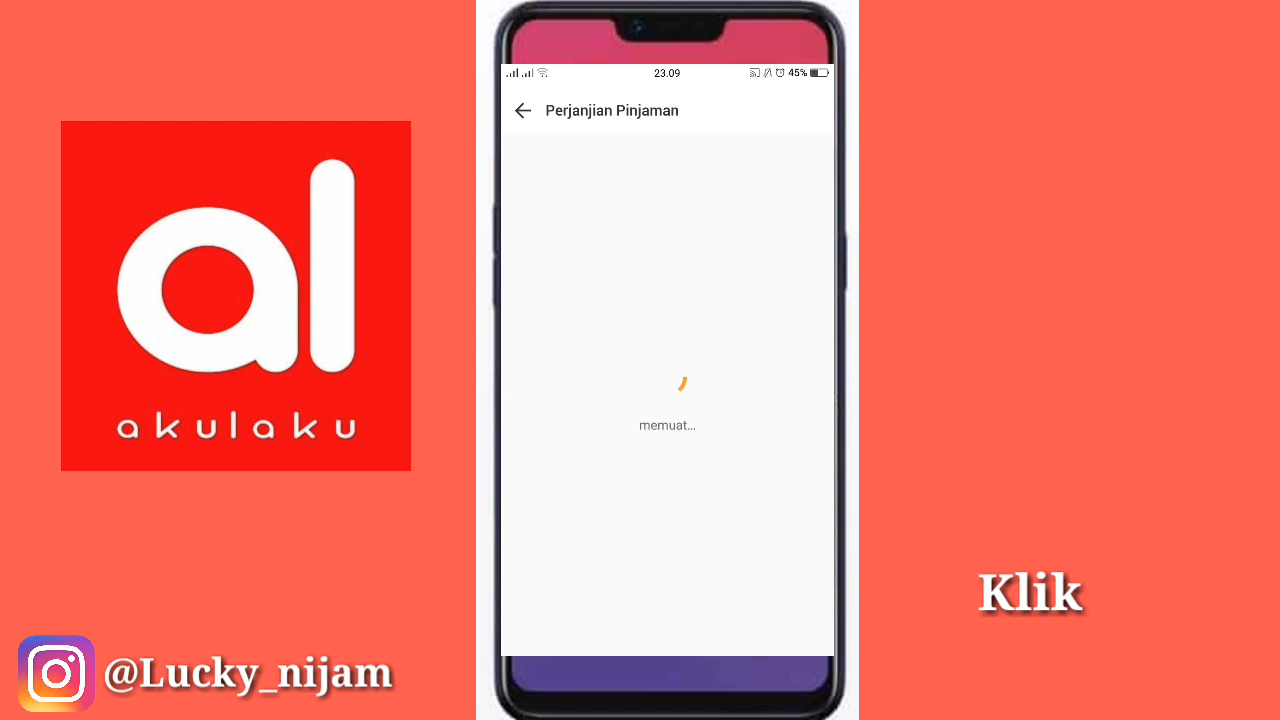 akulaku
23.09
45%
Perjanjian Pinjaman
memuat...
Klik
@Lucky_nijam